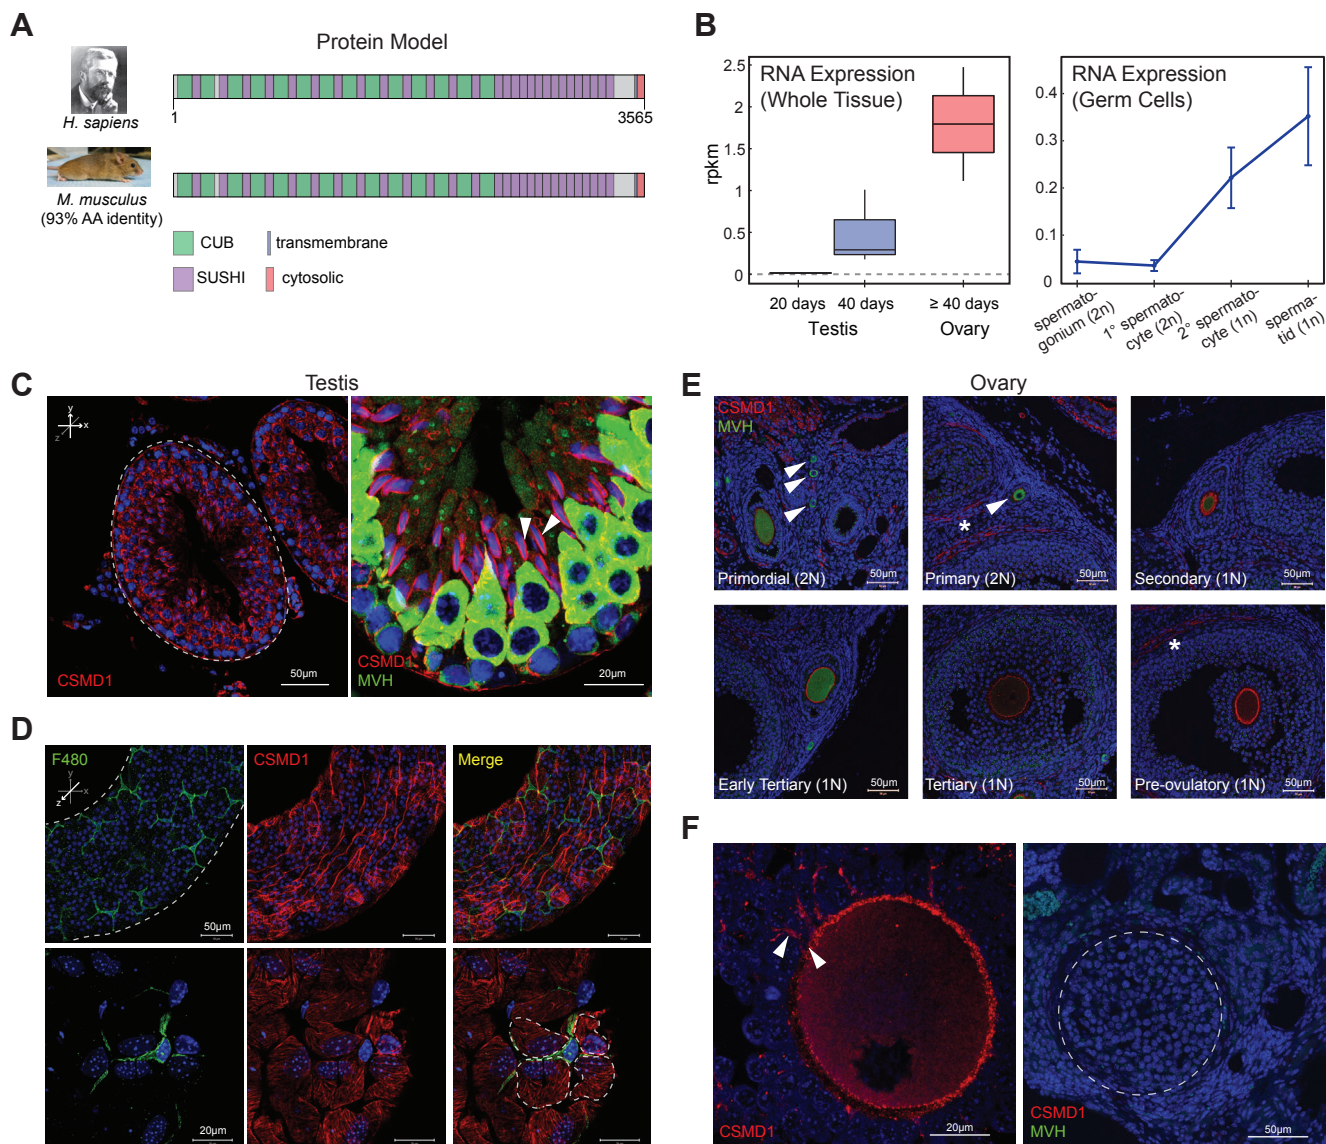 A
Protein Model
H. sapiens
1
3565
M. musculus
(93% AA identity)
CUB
transmembrane
SUSHI
cytosolic
B
RNA Expression
(Whole Tissue)
2.5
2
1.5
1
0.5
0
rpkm
20 days
40 days
≥ 40 days
Testis
Ovary
RNA Expression
(Germ Cells)
0.4
0.3
0.2
0.1
0
spermato-
gonium (2n)
1° spermato-
cyte (2n)
2° spermato-
cyte (1n)
sperma-
tid (1n)
C
Testis
y
x
z
CSMD1
50µm
CSMD1
MVH
20µm
D
F480
y
x
z
50µm
CSMD1
Merge
20µm
E
Ovary
CSMD1
MVH
Primordial (2N)
50µm
*
Primary (2N)
50µm
Secondary (1N)
50µm
Early Tertiary (1N)
50µm
Tertiary (1N)
50µm
*
Pre-ovulatory (1N)
50µm
F
CSMD1
20µm
CSMD1
MVH
50µm